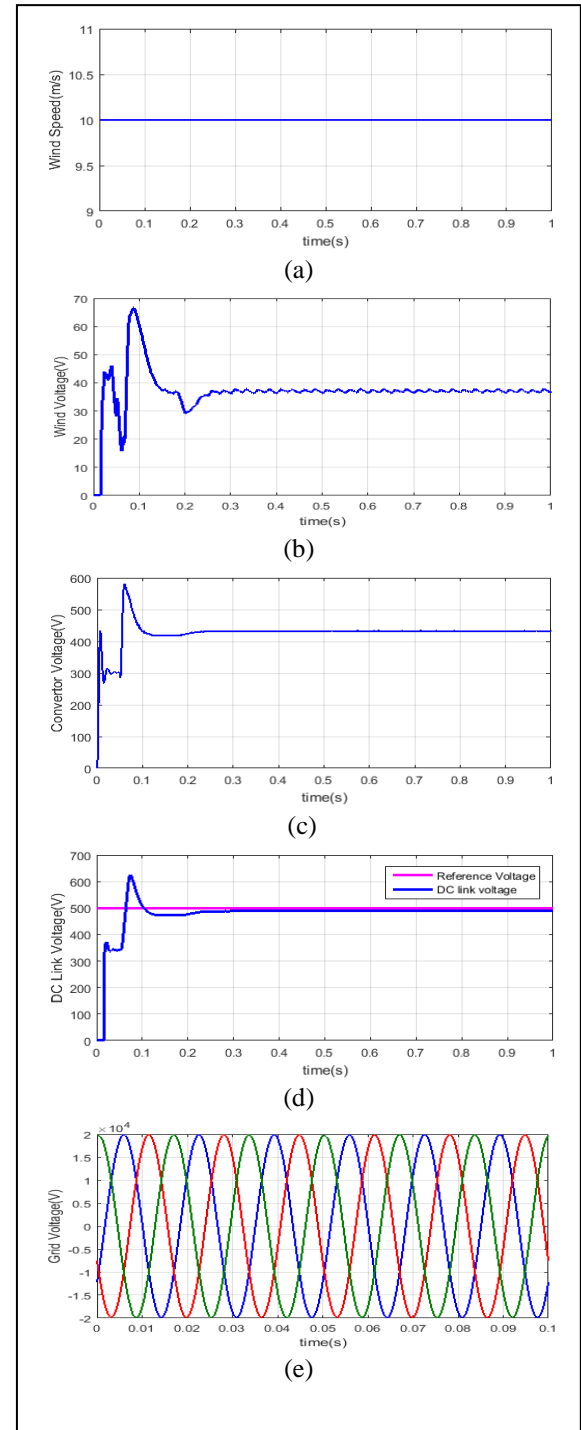 11
10.5
10
9.5
9
Wind Speed(m/s)
0 0.1 0.2 0.3 0.4 0.5 0.6 0.7 0.8 0.9 1
time(s)
(a)
70
60
50
40
30
20
10
0
Wind Voltage(V)
0 0.1 0.2 0.3 0.4 0.5 0.6 0.7 0.8 0.9 1
time(s)
(b)
600
500
400
300
200
100
0
Convertor Voltage(V)
0 0.1 0.2 0.3 0.4 0.5 0.6 0.7 0.8 0.9 1
time(s)
(c)
700
600
500
400
300
200
100
0
DC Link Voltage(V)
Reference Voltage
DC link voltage
0 0.1 0.2 0.3 0.4 0.5 0.6 0.7 0.8 0.9 1
time(s)
(d)
× 10⁴
2
1.5
1
0.5
0
-0.5
-1
-1.5
-2
Grid Voltage(V)
0 0.01 0.02 0.03 0.04 0.05 0.06 0.07 0.08 0.09 0.1
time(s)
(e)